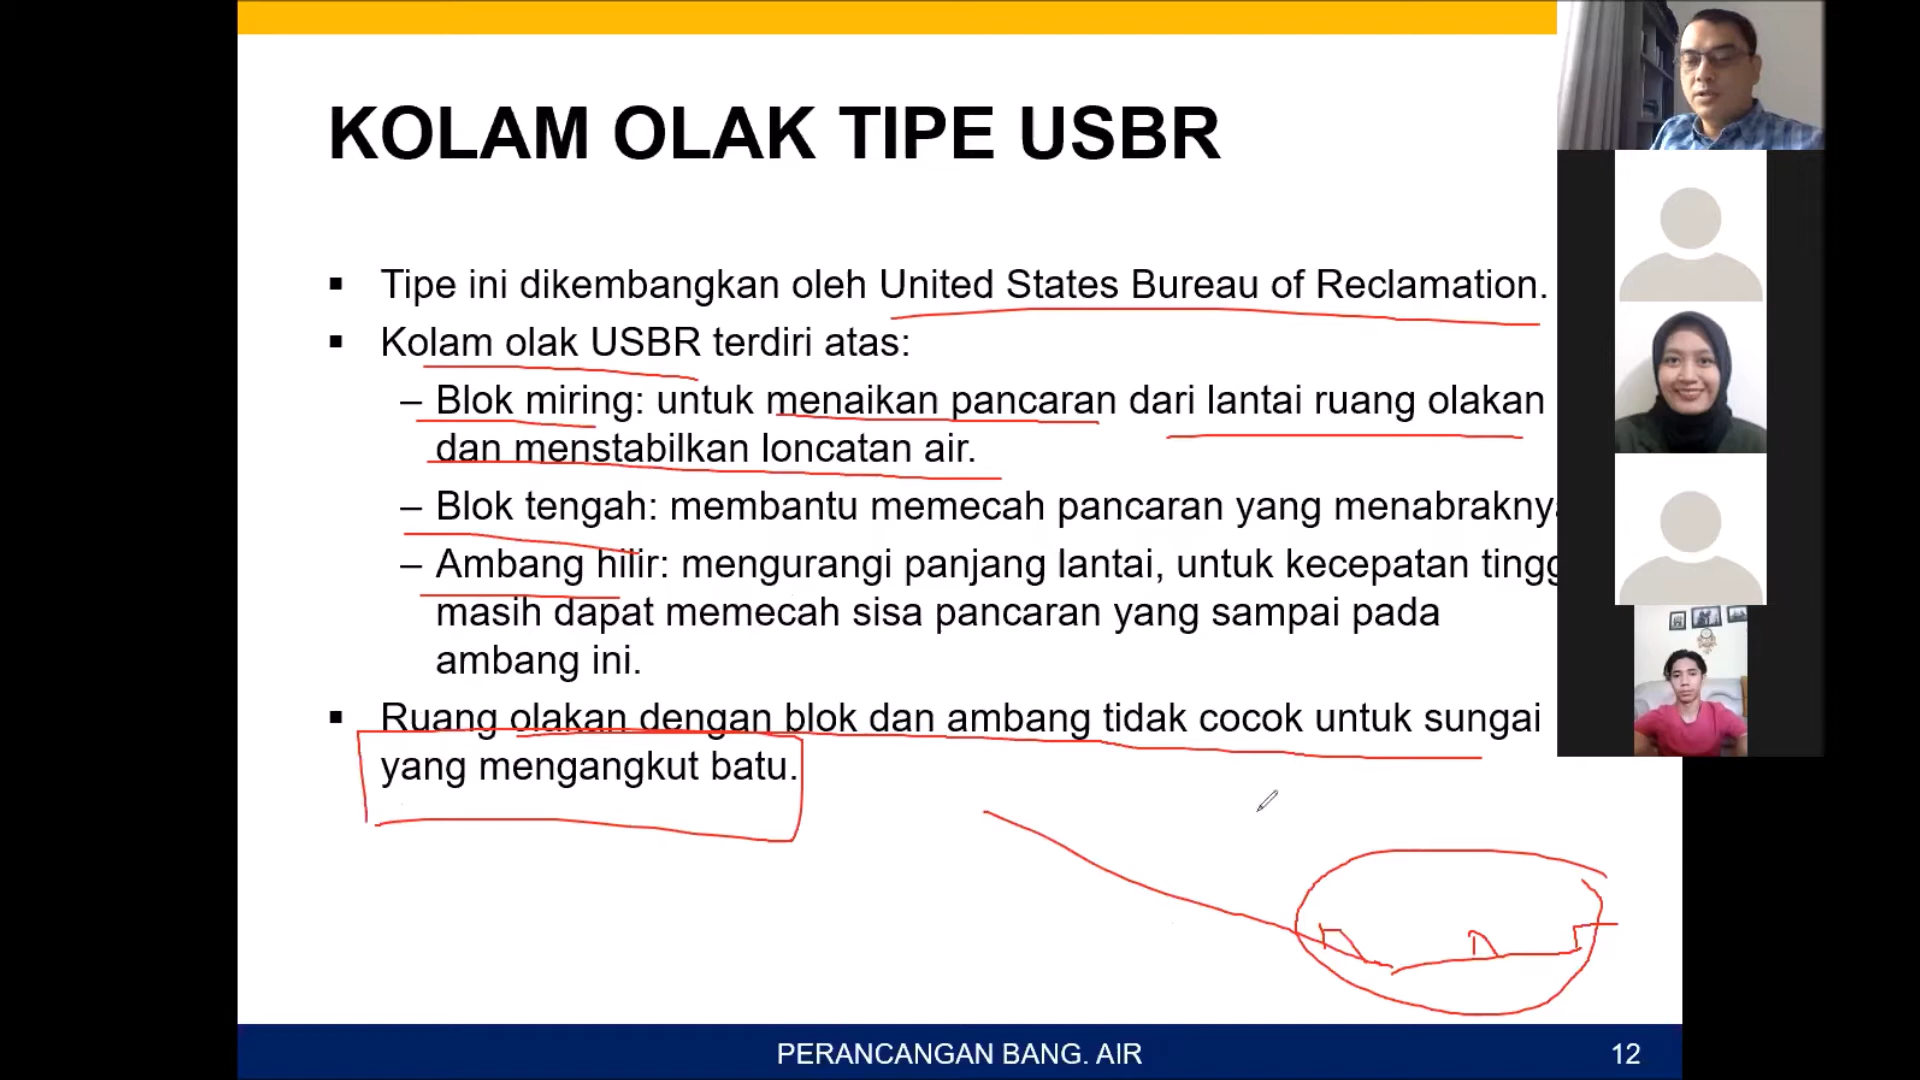 KOLAM OLAK TIPE USBR
▪ Tipe ini dikembangkan oleh United States Bureau of Reclamation.
▪ Kolam olak USBR terdiri atas:
– Blok miring: untuk menaikan pancaran dari lantai ruang olakan
dan menstabilkan loncatan air.
– Blok tengah: membantu memecah pancaran yang menabraknya
– Ambang hilir: mengurangi panjang lantai, untuk kecepatan tingg
masih dapat memecah sisa pancaran yang sampai pada
ambang ini.
▪ Ruang olakan dengan blok dan ambang tidak cocok untuk sungai
yang mengangkut batu.
PERANCANGAN BANG. AIR
12